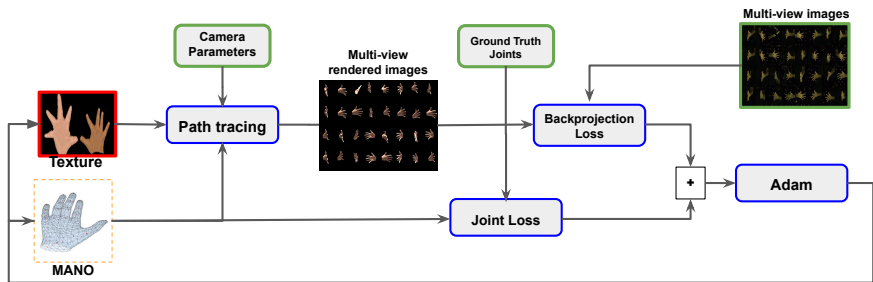 Camera
Parameters
Ground Truth
Joints
Multi-view images
Multi-view
rendered images
Texture
Path tracing
Backprojection
Loss
MANO
Joint Loss
+
Adam